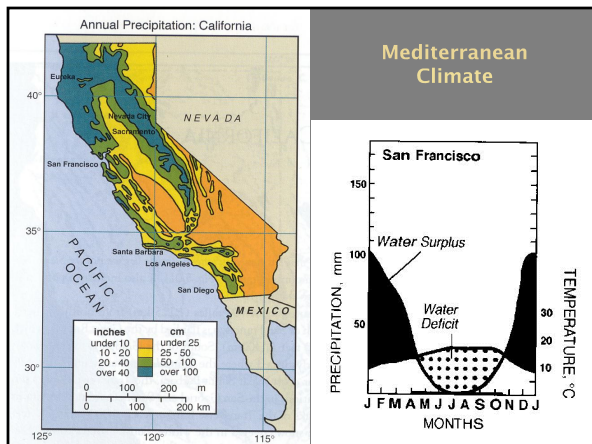 Annual Precipitation: California
Eureka
40°
Nevada City
Sacramento
NEVADA
San Francisco
35°
Santa Barbara
Los Angeles
PACIFIC
OCEAN
San Diego
MEXICO
inches cm
under 10 under 25
10 - 20 25 - 50
20 - 40 50 - 100
over 40 over 100
0 100 200 m
0 100 200 km
30°
125° 120° 115°
Mediterranean
Climate
San Francisco
150
100
50
PRECIPITATION, mm
Water Surplus
Water
Deficit
30
20
10
TEMPERATURE, °C
J F M A M J J A S O N D J
MONTHS